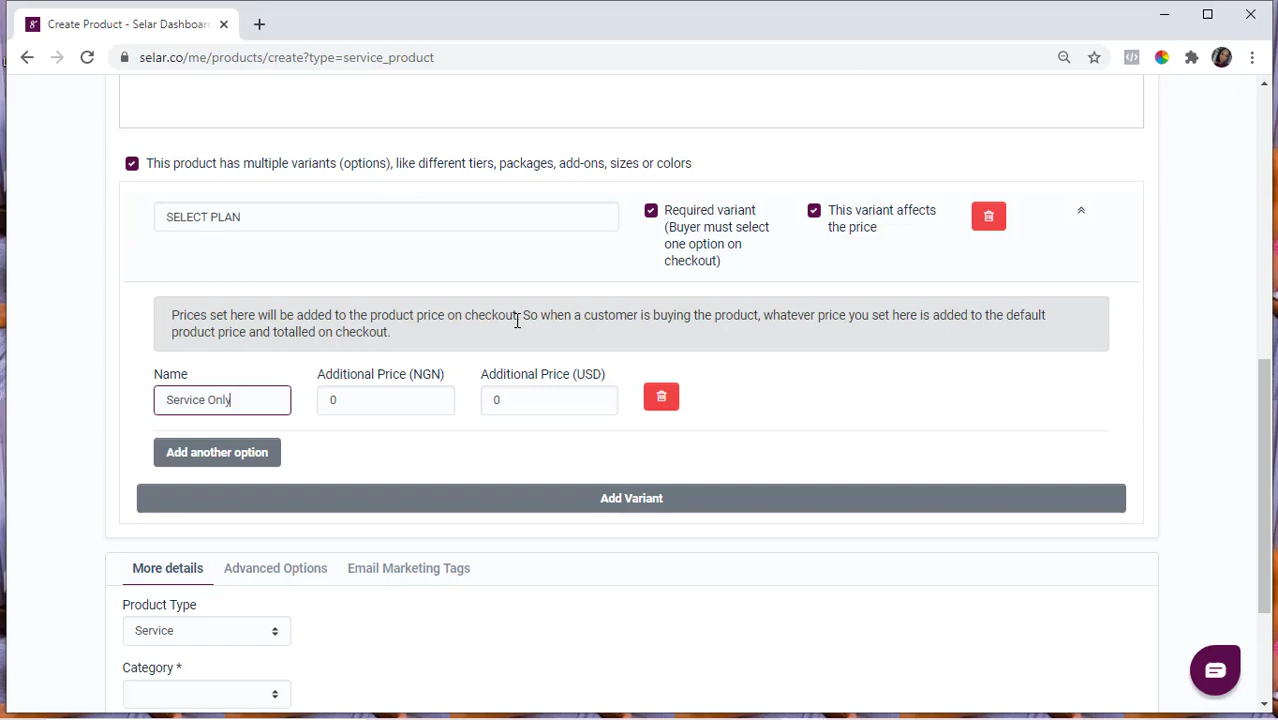 Create Product - Selar Dashboar
selar.co/me/products/create?type=service_product
This product has multiple variants (options), like different tiers, packages, add-ons, sizes or colors
SELECT PLAN
Required variant
(Buyer must select
one option on
checkout)
This variant affects
the price
Prices set here will be added to the product price on checkout. So when a customer is buying the product, whatever price you set here is added to the default
product price and totalled on checkout.
Name
Additional Price (NGN)
Additional Price (USD)
Service Only
0
0
Add another option
Add Variant
More details
Advanced Options
Email Marketing Tags
Product Type
Service
Category *